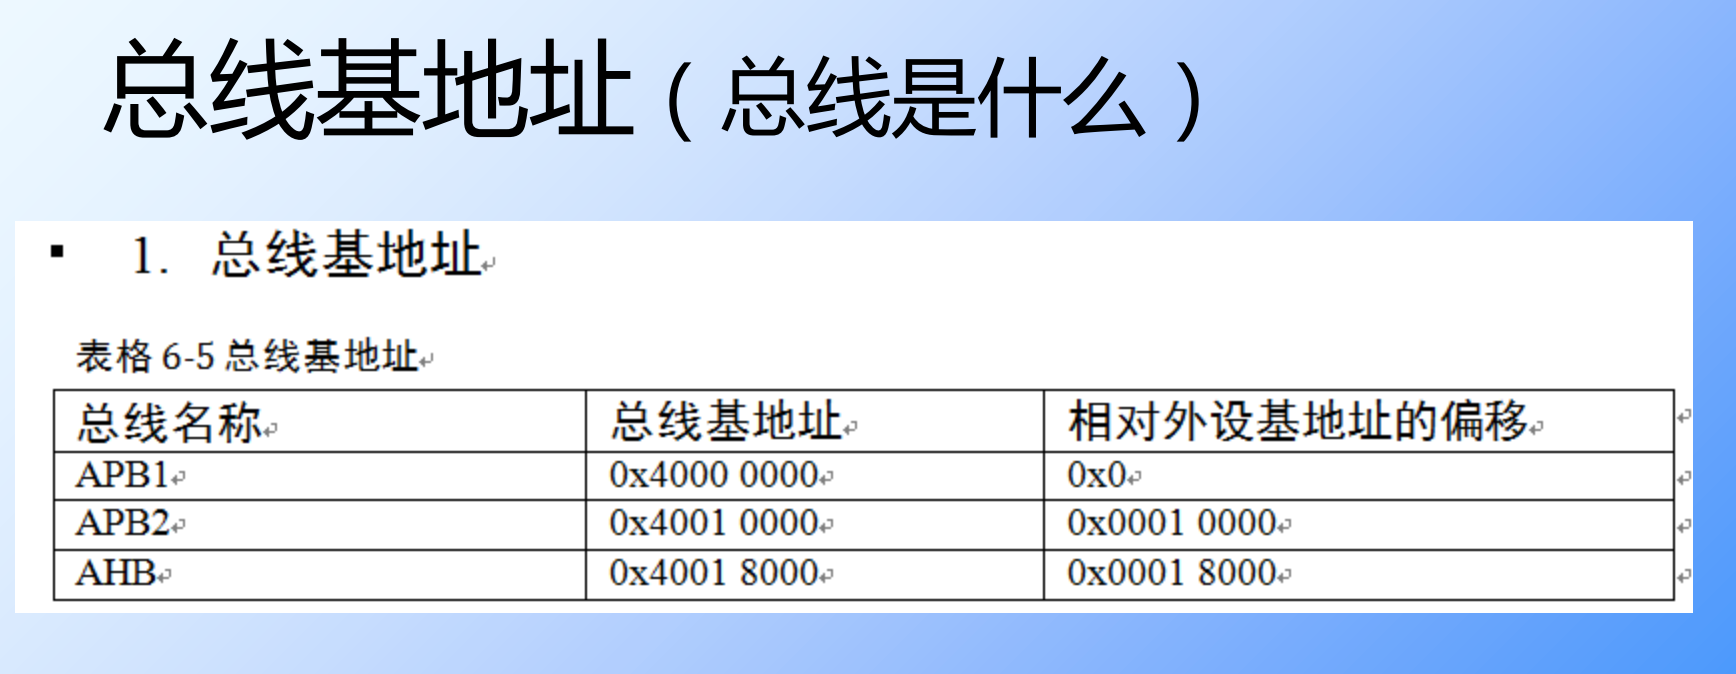 总线基地址（总线是什么）
▪ 1. 总线基地址
表格 6-5 总线基地址
总线名称 总线基地址 相对外设基地址的偏移
APB1 0x4000 0000 0x0
APB2 0x4001 0000 0x0001 0000
AHB 0x4001 8000 0x0001 8000